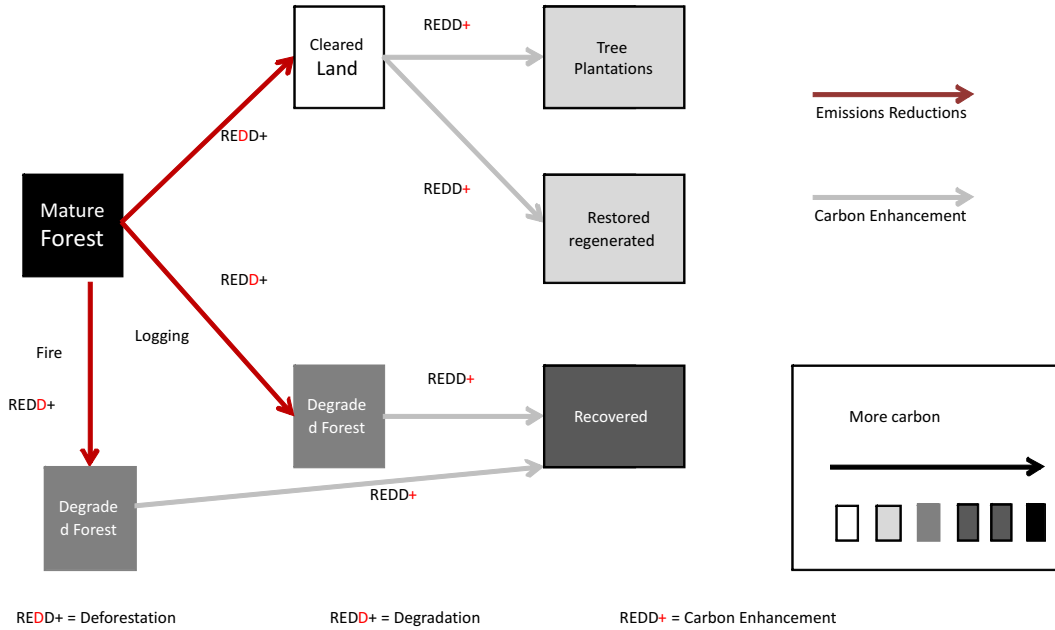 REDD+
Cleared
Land
Tree
Plantations
Emissions Reductions
REDD+
REDD+
Mature
Forest
Restored
regenerated
Carbon Enhancement
REDD+
Logging
Fire
REDD+
REDD+
Degrade
d Forest
Recovered
More carbon
Degrade
d Forest
REDD+
REDD+ = Deforestation
REDD+ = Degradation
REDD+ = Carbon Enhancement